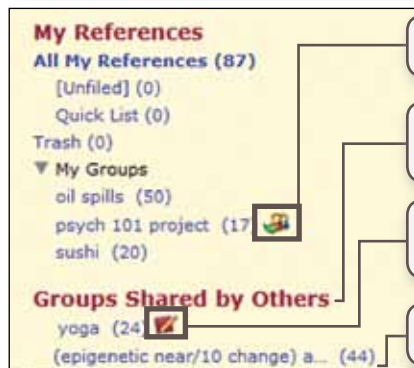 My References
All My References (87)
[Unfiled] (0)
Quick List (0)
Trash (0)
▼ My Groups
oil spills (50)
psych 101 project (17
sushi (20)
Groups Shared by Others
yoga (24)
(epigenetic near/10 change) a... (44)